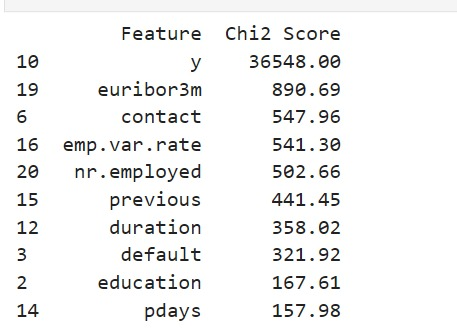 Feature Chi2 Score
10 y 36548.00
19 euribor3m 890.69
6 contact 547.96
16 emp.var.rate 541.30
20 nr.employed 502.66
15 previous 441.45
12 duration 358.02
3 default 321.92
2 education 167.61
14 pdays 157.98